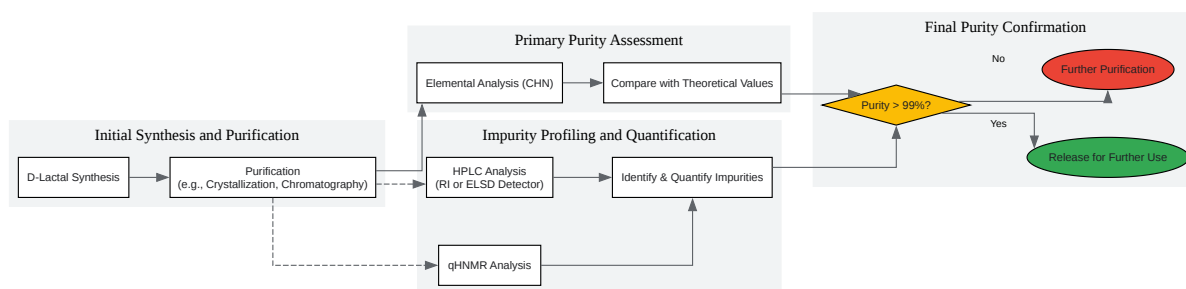 Initial Synthesis and Purification
D-Lactal Synthesis
Purification
(e.g., Crystallization, Chromatography)
Primary Purity Assessment
Elemental Analysis (CHN)
Compare with Theoretical Values
Impurity Profiling and Quantification
HPLC Analysis
(RI or ELSD Detector)
Identify & Quantify Impurities
qHNMR Analysis
Final Purity Confirmation
Purity > 99%?
No
Further Purification
Yes
Release for Further Use